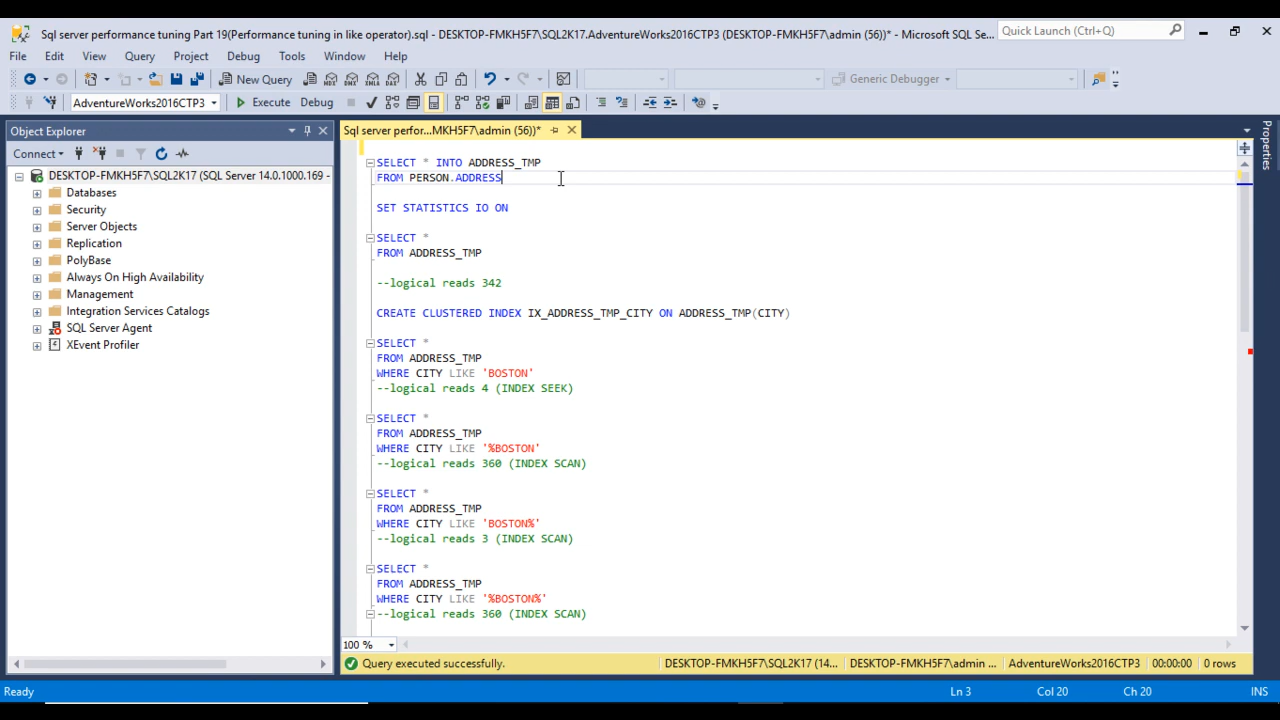 Sql server performance tuning Part 19(Performance tuning in like operator).sql - DESKTOP-FMKH5F7\SQL2K17.AdventureWorks2016CTP3 (DESKTOP-FMKH5F7\admin (56))* - Microsoft SQL Se...
Quick Launch (Ctrl+Q)
File Edit View Query Project Debug Tools Window Help
New Query MDX DMX XMLA DAX Generic Debugger
AdventureWorks2016CTP3 Execute Debug
Object Explorer
Sql server perfor...MKH5F7\admin (56))*
Properties
Connect
DESKTOP-FMKH5F7\SQL2K17 (SQL Server 14.0.1000.169 -
Databases
Security
Server Objects
Replication
PolyBase
Always On High Availability
Management
Integration Services Catalogs
SQL Server Agent
XEvent Profiler
SELECT * INTO ADDRESS_TMP
FROM PERSON.ADDRESS
SET STATISTICS IO ON
SELECT *
FROM ADDRESS_TMP
--logical reads 342
CREATE CLUSTERED INDEX IX_ADDRESS_TMP_CITY ON ADDRESS_TMP(CITY)
SELECT *
FROM ADDRESS_TMP
WHERE CITY LIKE 'BOSTON'
--logical reads 4 (INDEX SEEK)
SELECT *
FROM ADDRESS_TMP
WHERE CITY LIKE '%BOSTON'
--logical reads 360 (INDEX SCAN)
SELECT *
FROM ADDRESS_TMP
WHERE CITY LIKE 'BOSTON%'
--logical reads 3 (INDEX SCAN)
SELECT *
FROM ADDRESS_TMP
WHERE CITY LIKE '%BOSTON%'
--logical reads 360 (INDEX SCAN)
100 %
Query executed successfully. DESKTOP-FMKH5F7\SQL2K17 (14... DESKTOP-FMKH5F7\admin ... AdventureWorks2016CTP3 00:00:00 0 rows
Ready Ln 3 Col 20 Ch 20 INS